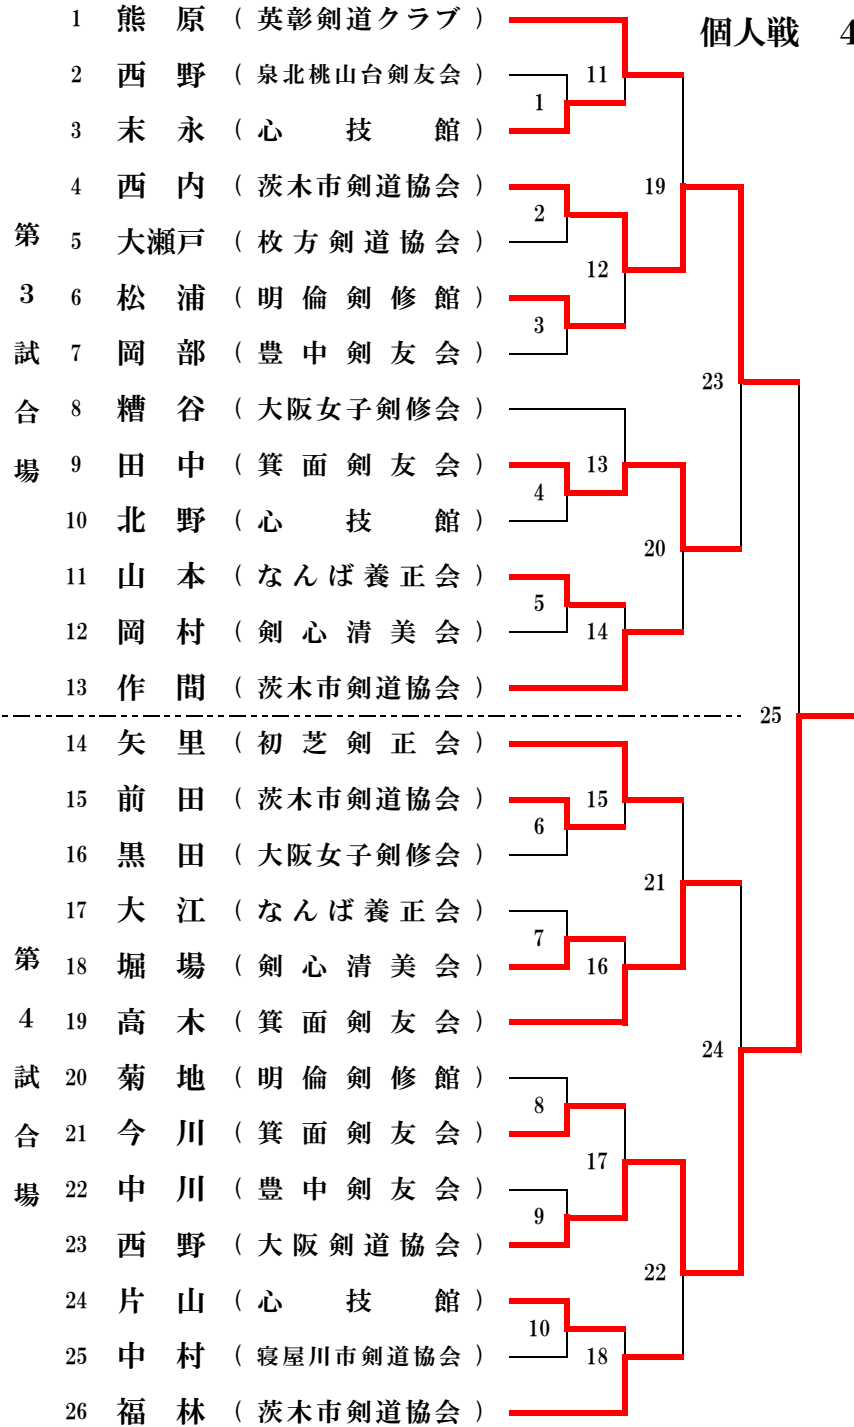 個人戦 4
第3試合場
1 熊原 (英彰剣道クラブ)
2 西野 (泉北桃山台剣友会)
3 末永 (心技館)
4 西内 (茨木市剣道協会)
5 大瀬戸 (枚方剣道協会)
6 松浦 (明倫剣修館)
7 岡部 (豊中剣友会)
8 糟谷 (大阪女子剣修会)
9 田中 (箕面剣友会)
10 北野 (心技館)
11 山本 (なんば養正会)
12 岡村 (剣心清美会)
13 作間 (茨木市剣道協会)
第4試合場
14 矢里 (初芝剣正会)
15 前田 (茨木市剣道協会)
16 黒田 (大阪女子剣修会)
17 大江 (なんば養正会)
18 堀場 (剣心清美会)
19 高木 (箕面剣友会)
20 菊地 (明倫剣修館)
21 今川 (箕面剣友会)
22 中川 (豊中剣友会)
23 西野 (大阪剣道協会)
24 片山 (心技館)
25 中村 (寝屋川市剣道協会)
26 福林 (茨木市剣道協会)
1
2
3
4
5
6
7
8
9
10
11
12
13
14
15
16
17
18
19
20
21
22
23
24
25